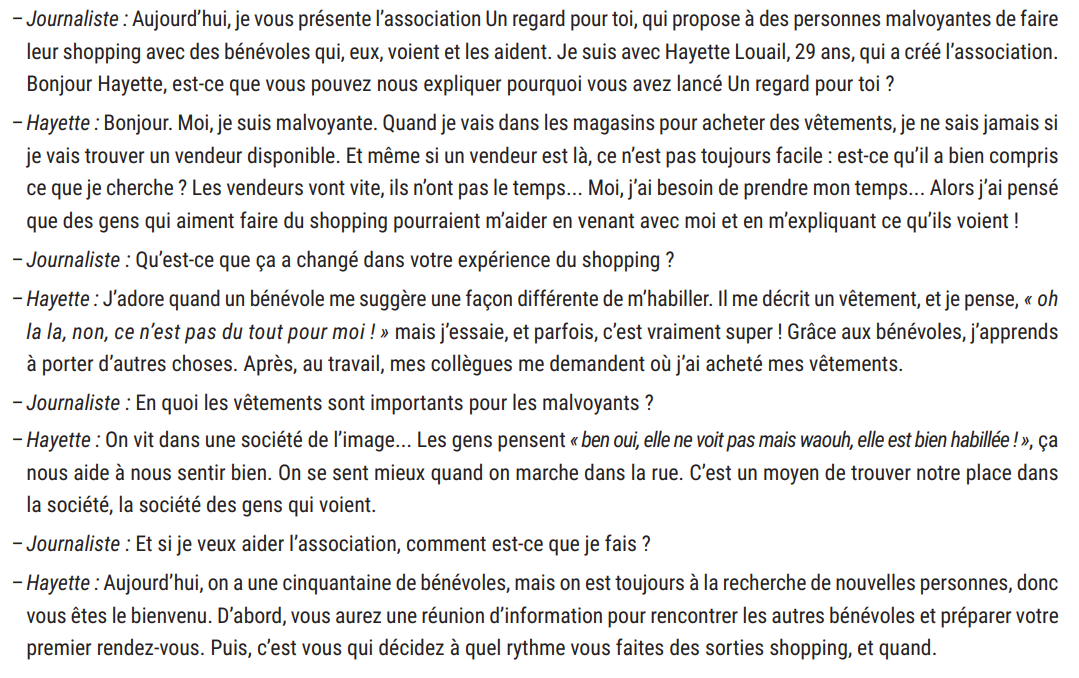 – Journaliste : Aujourd’hui, je vous présente l’association Un regard pour toi, qui propose à des personnes malvoyantes de faire
leur shopping avec des bénévoles qui, eux, voient et les aident. Je suis avec Hayette Louail, 29 ans, qui a créé l’association.
Bonjour Hayette, est-ce que vous pouvez nous expliquer pourquoi vous avez lancé Un regard pour toi ?
– Hayette : Bonjour. Moi, je suis malvoyante. Quand je vais dans les magasins pour acheter des vêtements, je ne sais jamais si
je vais trouver un vendeur disponible. Et même si un vendeur est là, ce n’est pas toujours facile : est-ce qu’il a bien compris
ce que je cherche ? Les vendeurs vont vite, ils n’ont pas le temps... Moi, j’ai besoin de prendre mon temps... Alors j’ai pensé
que des gens qui aiment faire du shopping pourraient m’aider en venant avec moi et en m’expliquant ce qu’ils voient !
– Journaliste : Qu’est-ce que ça a changé dans votre expérience du shopping ?
– Hayette : J’adore quand un bénévole me suggère une façon différente de m’habiller. Il me décrit un vêtement, et je pense, « oh
la la, non, ce n’est pas du tout pour moi ! » mais j’essaie, et parfois, c’est vraiment super ! Grâce aux bénévoles, j’apprends
à porter d’autres choses. Après, au travail, mes collègues me demandent où j’ai acheté mes vêtements.
– Journaliste : En quoi les vêtements sont importants pour les malvoyants ?
– Hayette : On vit dans une société de l’image... Les gens pensent « ben oui, elle ne voit pas mais waouh, elle est bien habillée ! », ça
nous aide à nous sentir bien. On se sent mieux quand on marche dans la rue. C’est un moyen de trouver notre place dans
la société, la société des gens qui voient.
– Journaliste : Et si je veux aider l’association, comment est-ce que je fais ?
– Hayette : Aujourd’hui, on a une cinquantaine de bénévoles, mais on est toujours à la recherche de nouvelles personnes, donc
vous êtes le bienvenu. D’abord, vous aurez une réunion d’information pour rencontrer les autres bénévoles et préparer votre
premier rendez-vous. Puis, c’est vous qui décidez à quel rythme vous faites des sorties shopping, et quand.